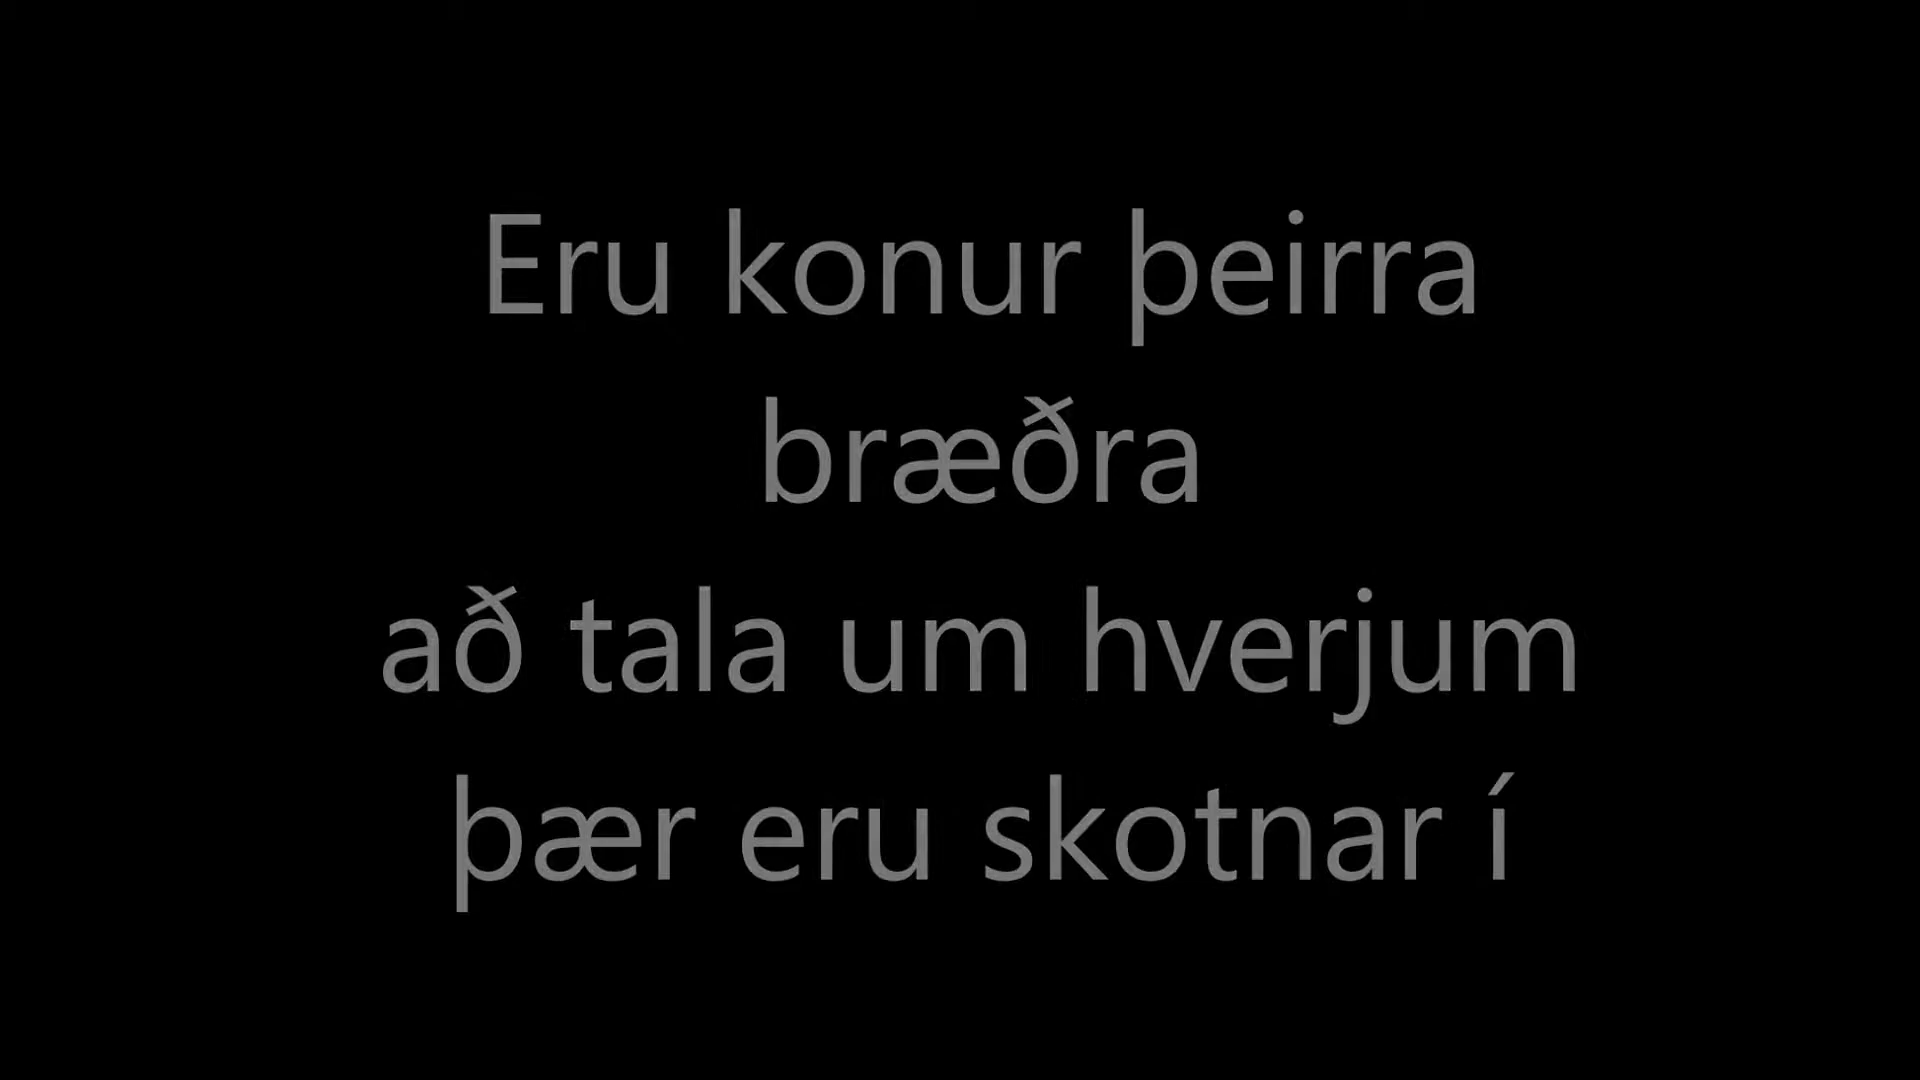 Eru konur þeirra
bræðra
að tala um hverjum
þær eru skotnar í